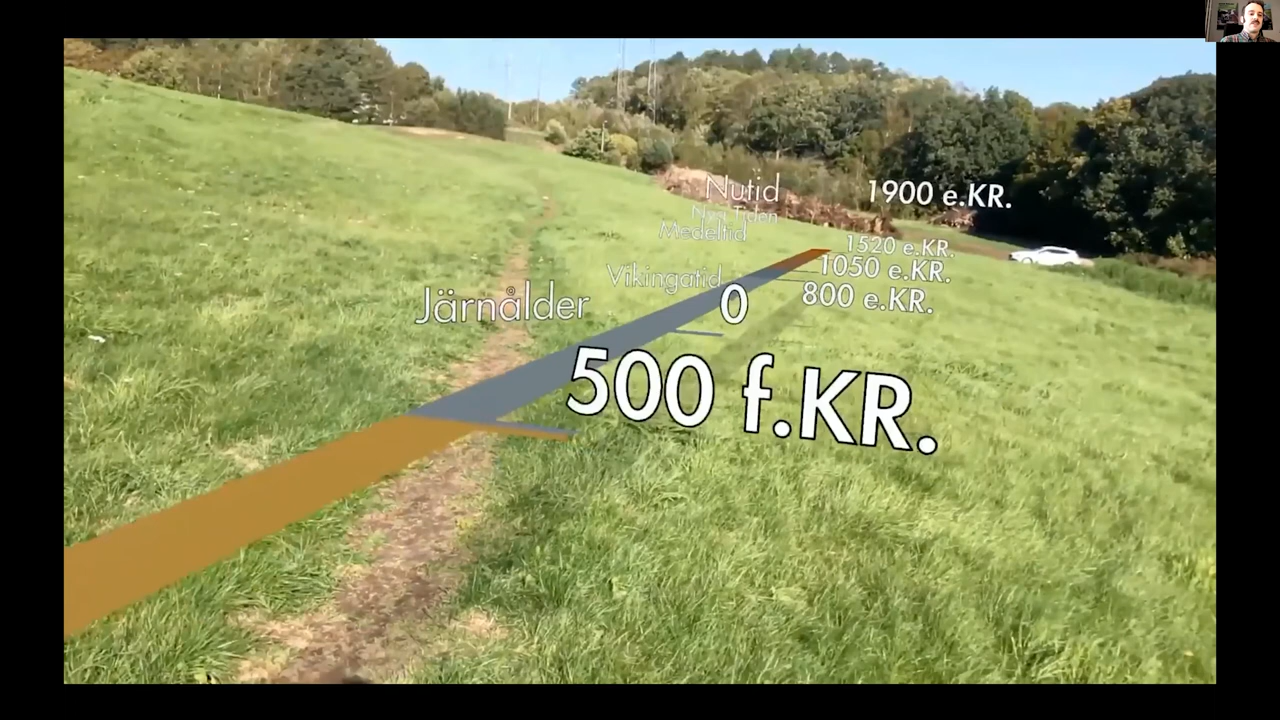 Nutid
1900 e.KR.
Nya Tiden
Medeltid
1520 e.KR.
1050 e.KR.
Vikingatid
800 e.KR.
Järnålder
0
500 f.KR.